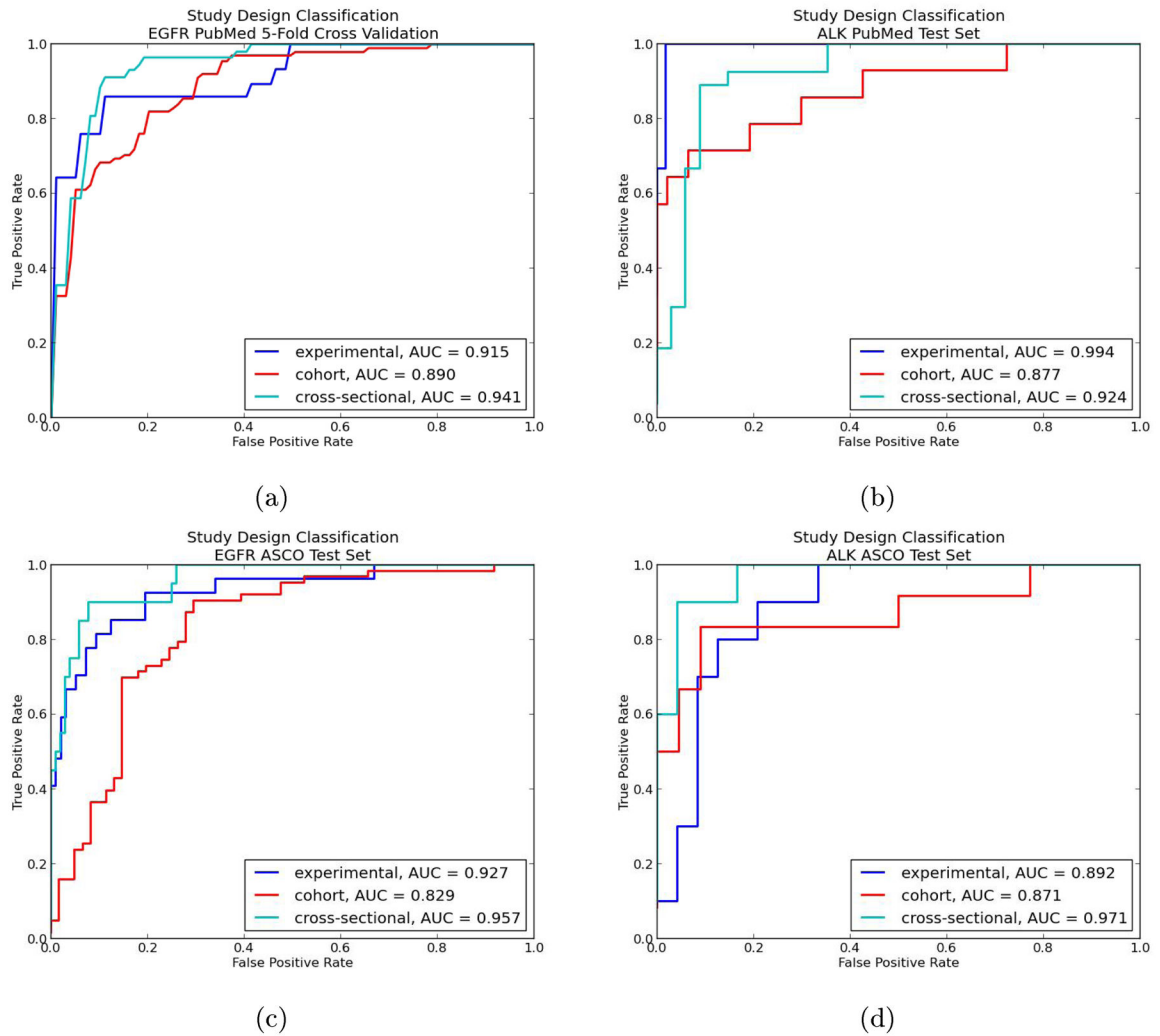 Study Design Classification
EGFR PubMed 5-Fold Cross Validation
1.0
0.8
0.6
0.4
0.2
0.0
True Positive Rate
0.0 0.2 0.4 0.6 0.8 1.0
False Positive Rate
experimental, AUC = 0.915
cohort, AUC = 0.890
cross-sectional, AUC = 0.941
(a)
Study Design Classification
ALK PubMed Test Set
1.0
0.8
0.6
0.4
0.2
0.0
True Positive Rate
0.0 0.2 0.4 0.6 0.8 1.0
False Positive Rate
experimental, AUC = 0.994
cohort, AUC = 0.877
cross-sectional, AUC = 0.924
(b)
Study Design Classification
EGFR ASCO Test Set
1.0
0.8
0.6
0.4
0.2
0.0
True Positive Rate
0.0 0.2 0.4 0.6 0.8 1.0
False Positive Rate
experimental, AUC = 0.927
cohort, AUC = 0.829
cross-sectional, AUC = 0.957
(c)
Study Design Classification
ALK ASCO Test Set
1.0
0.8
0.6
0.4
0.2
0.0
True Positive Rate
0.0 0.2 0.4 0.6 0.8 1.0
False Positive Rate
experimental, AUC = 0.892
cohort, AUC = 0.871
cross-sectional, AUC = 0.971
(d)